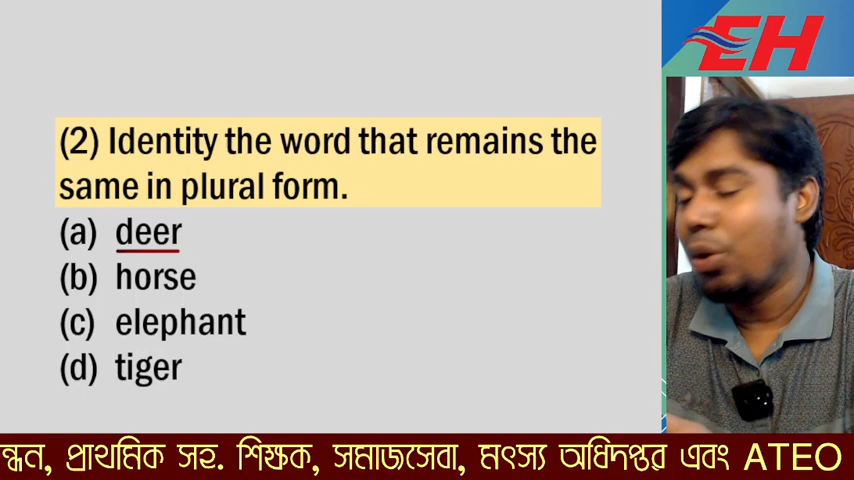 EH
(2) Identity the word that remains the
same in plural form.
(a) deer
(b) horse
(c) elephant
(d) tiger
ন্ধন, প্রাথমিক সহ. শিক্ষক, সমাজসেবা, মৎস্য অধিদপ্তর এবং ATEO